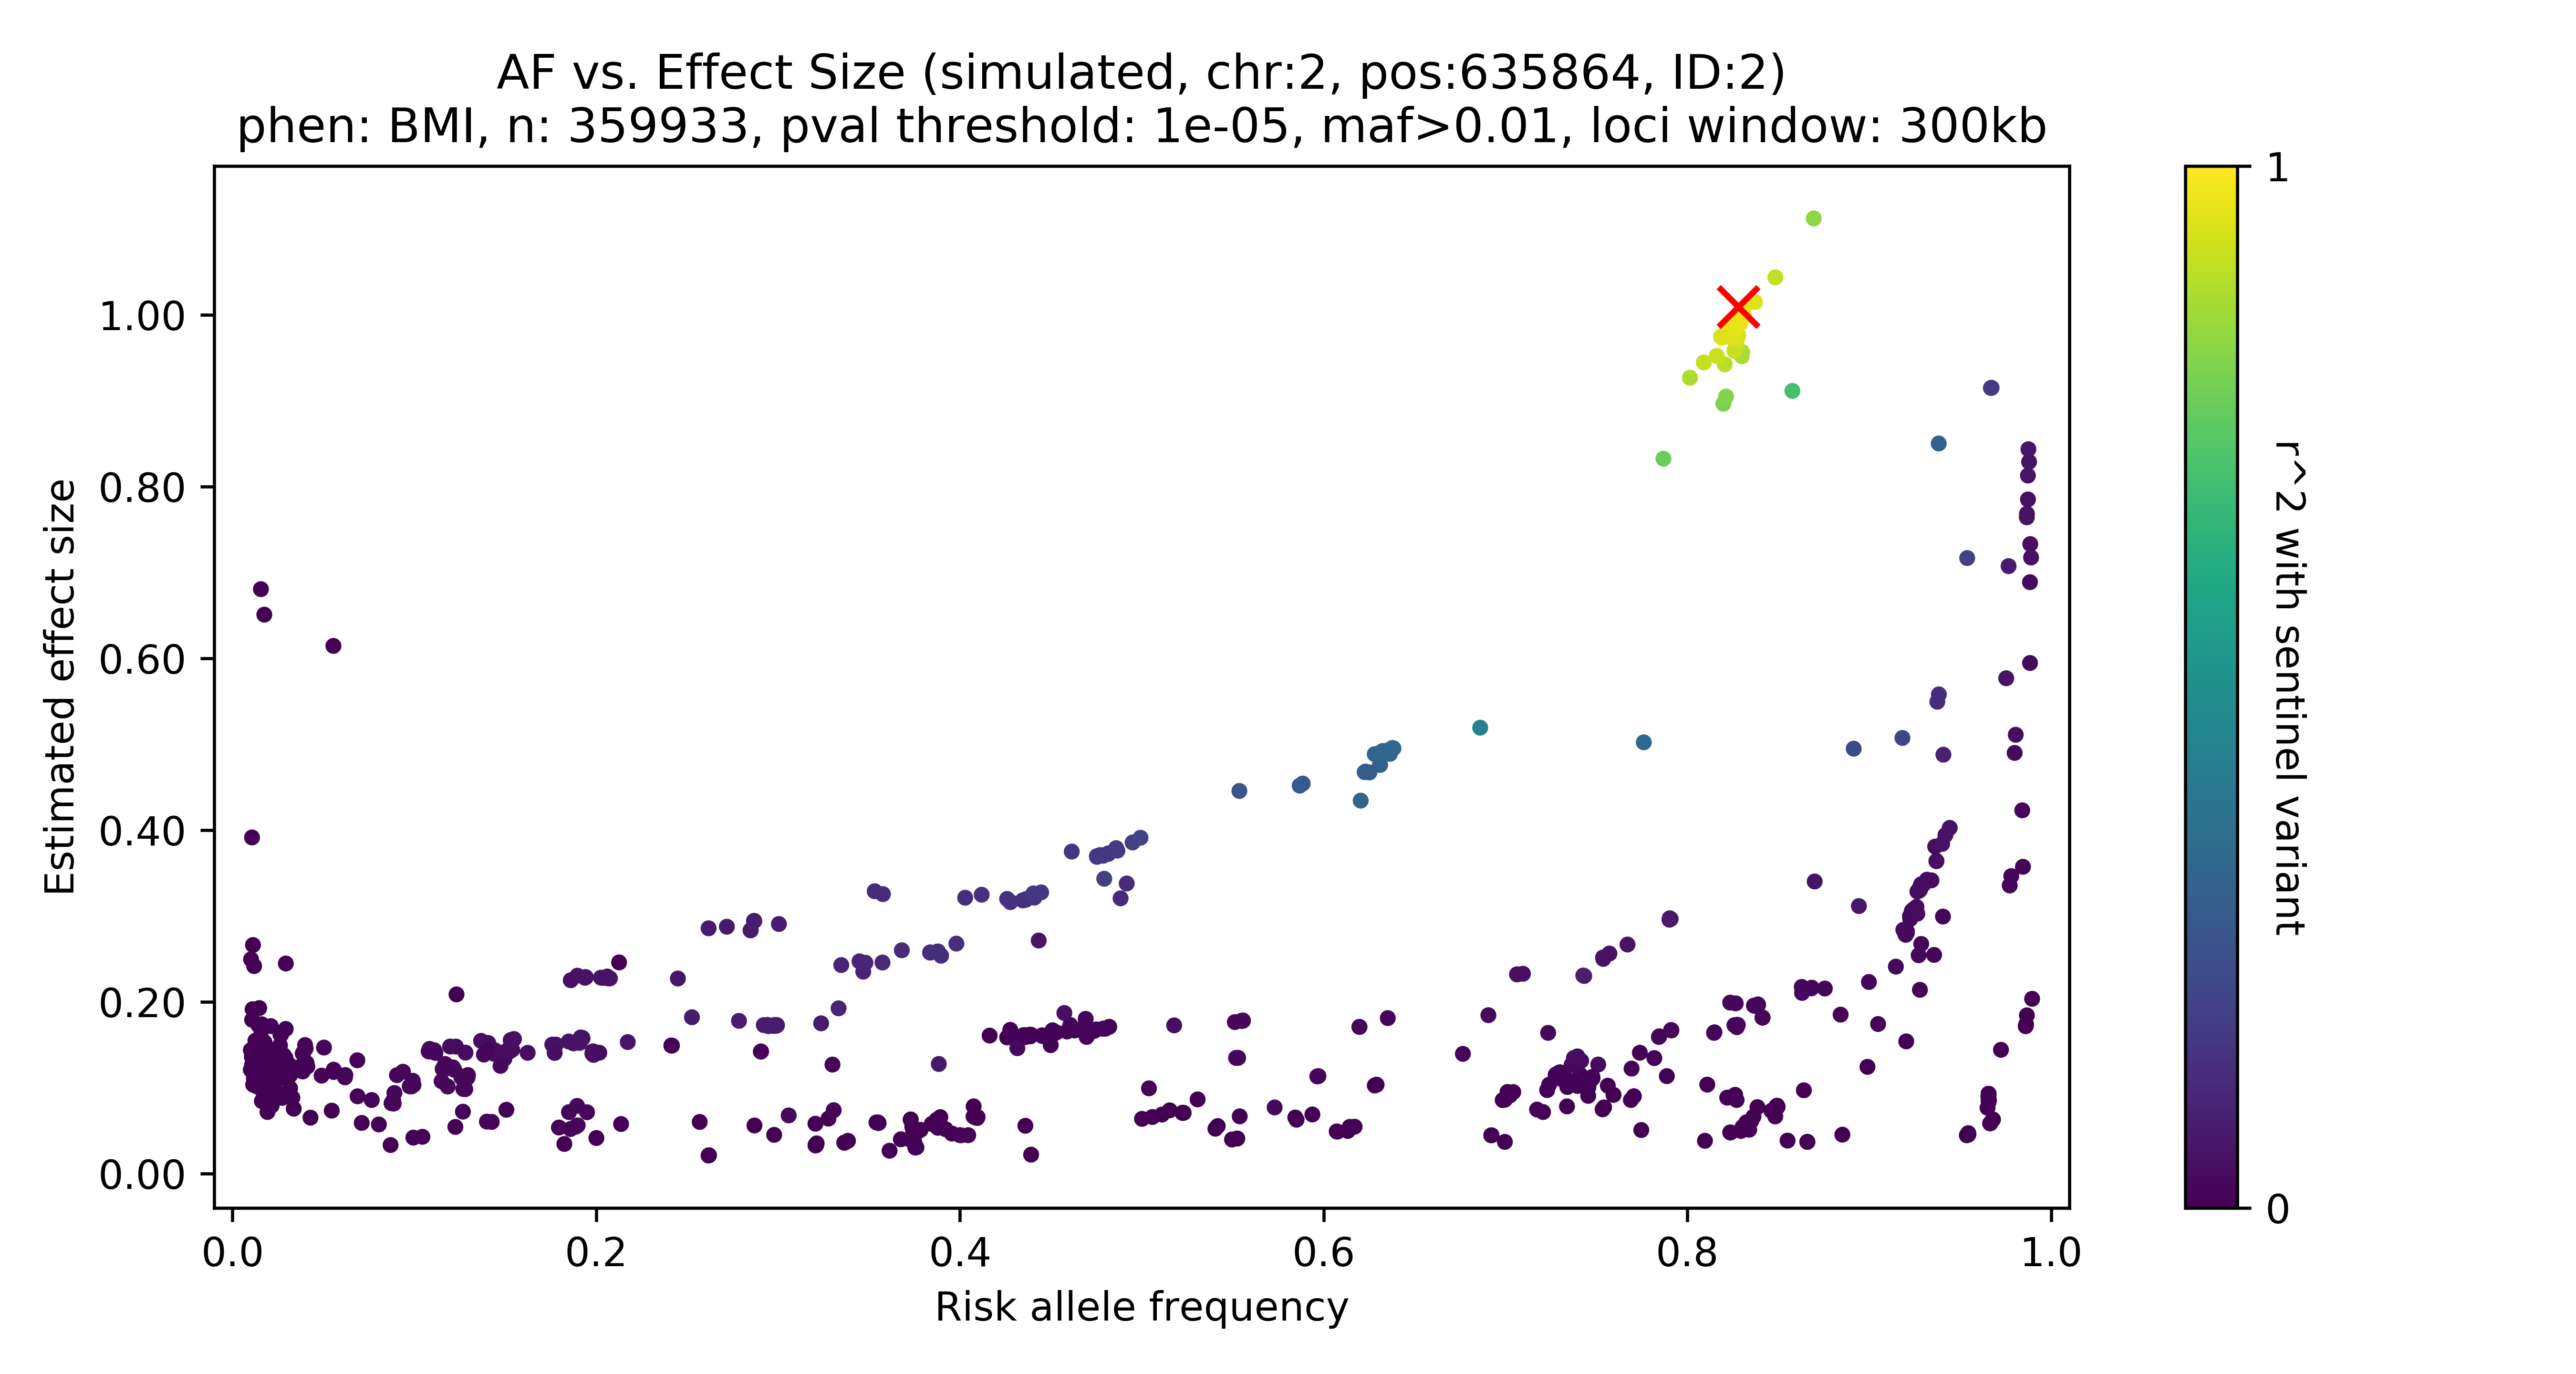 AF vs. Effect Size (simulated, chr:2, pos:635864, ID:2)
phen: BMI, n: 359933, pval threshold: 1e-05, maf>0.01, loci window: 300kb
Estimated effect size
1.00
0.80
0.60
0.40
0.20
0.00
0.0 0.2 0.4 0.6 0.8 1.0
Risk allele frequency
1
0
r^2 with sentinel variant